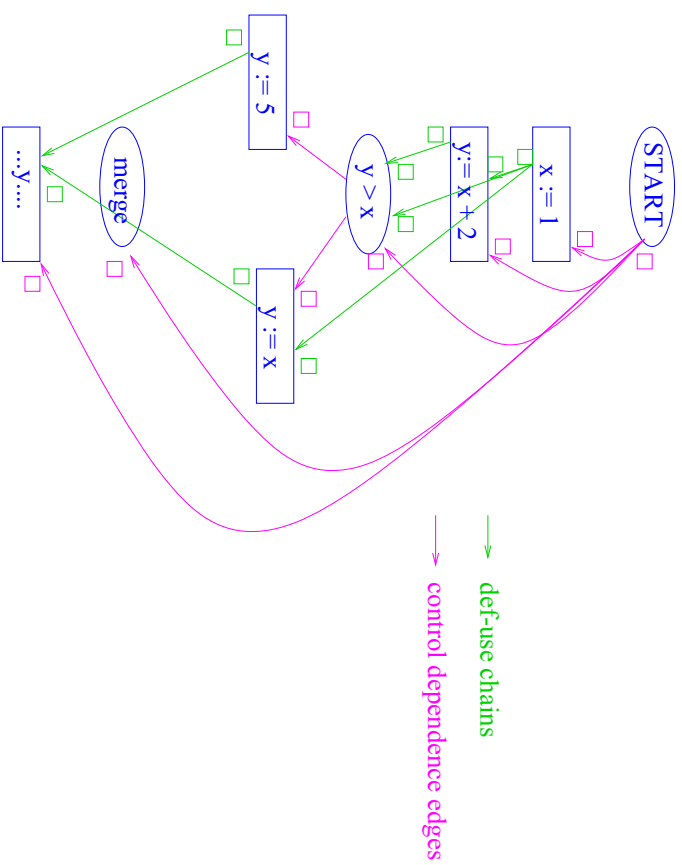 START
x := 1
y:= x + 2
y > x
y := 5
y := x
merge
...y....
def-use chains
control dependence edges